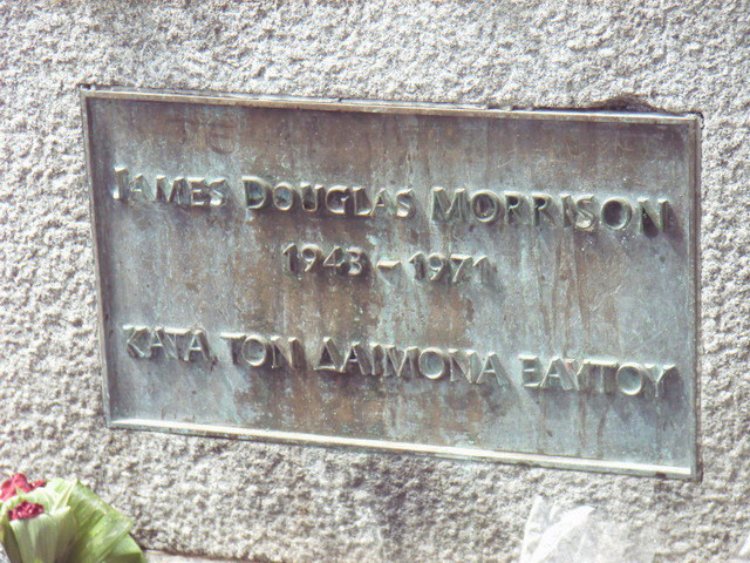 JAMES DOUGLAS MORRISON
1943 – 1971
ΚΑΤΑ ΤΟΝ ΔΑΙΜΟΝΑ ΕΑΥΤΟΥ